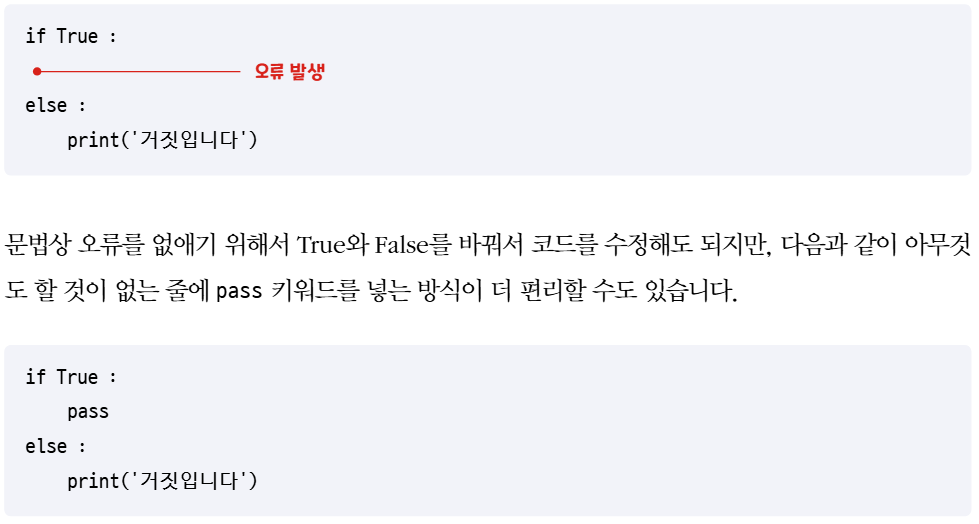 if True :
오류 발생
else :
    print('거짓입니다')
문법상 오류를 없애기 위해서 True와 False를 바꿔서 코드를 수정해도 되지만, 다음과 같이 아무것
도 할 것이 없는 줄에 pass 키워드를 넣는 방식이 더 편리할 수도 있습니다.
if True :
    pass
else :
    print('거짓입니다')